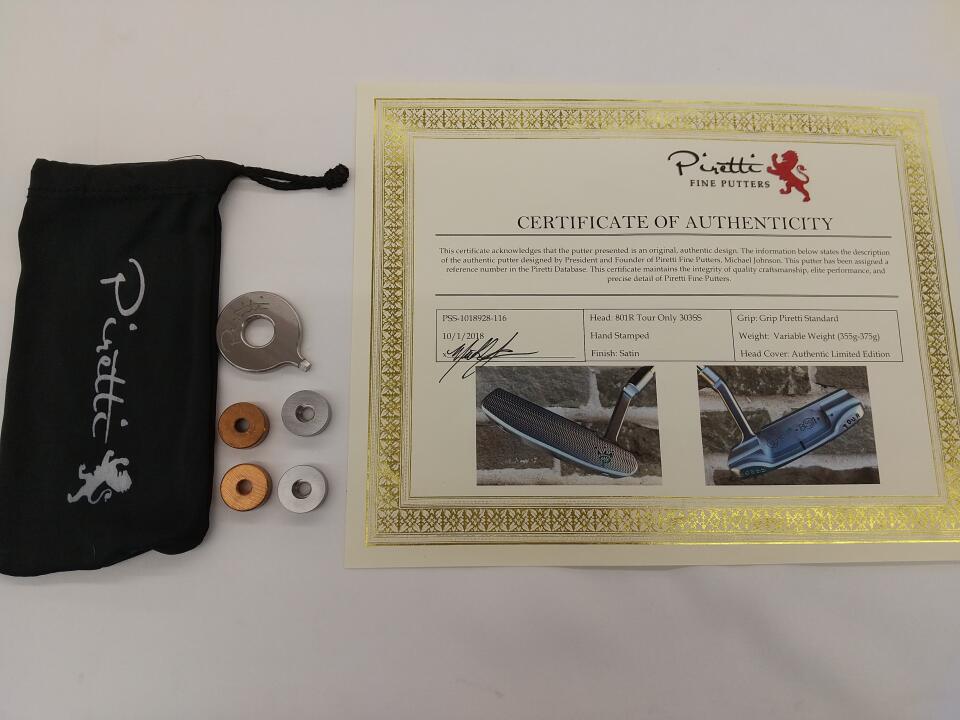 Piretti
Piretti
FINE PUTTERS
CERTIFICATE OF AUTHENTICITY
This certificate acknowledges that the putter presented is an original, authentic design. The information below states the description
of the authentic putter designed by President and Founder of Piretti Fine Putters, Michael Johnson. This putter has been assigned a
reference number in the Piretti Database. This certificate maintains the integrity of quality craftsmanship, elite performance, and
precise detail of Piretti Fine Putters.
PSS-1018928-116
10/1/2018
x
Head: 801R Tour Only 303SS
Hand Stamped
Finish: Satin
Grip: Grip Piretti Standard
Weight: Variable Weight (355g-375g)
Head Cover: Authentic Limited Edition
TOUR